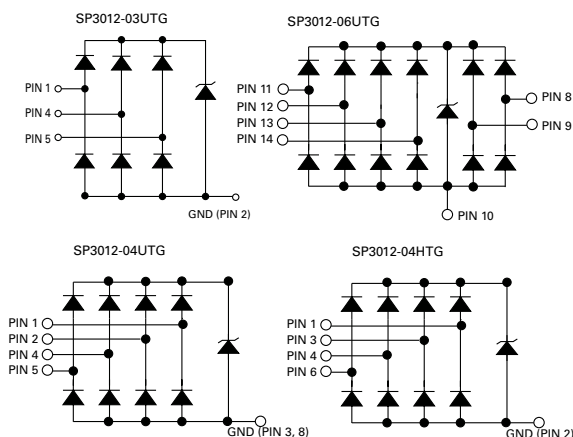 SP3012-03UTG
PIN 1
PIN 4
PIN 5
GND (PIN 2)
SP3012-06UTG
PIN 11
PIN 12
PIN 13
PIN 14
PIN 8
PIN 9
PIN 10
SP3012-04UTG
PIN 1
PIN 2
PIN 4
PIN 5
GND (PIN 3, 8)
SP3012-04HTG
PIN 1
PIN 3
PIN 4
PIN 6
GND (PIN 2)